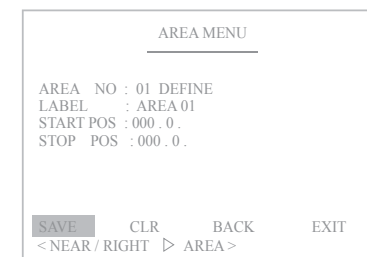 AREA MENU
AREA NO : 01 DEFINE
LABEL : AREA 01
START POS : 000 . 0 .
STOP POS : 000 . 0 .
SAVE CLR BACK EXIT
< NEAR / RIGHT ▷ AREA >